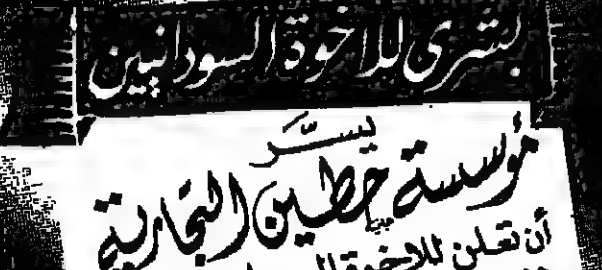 بشرى للاخوة السودانيين
يسر
مؤسسة حطين التجارية
أن تعلن للاخوة